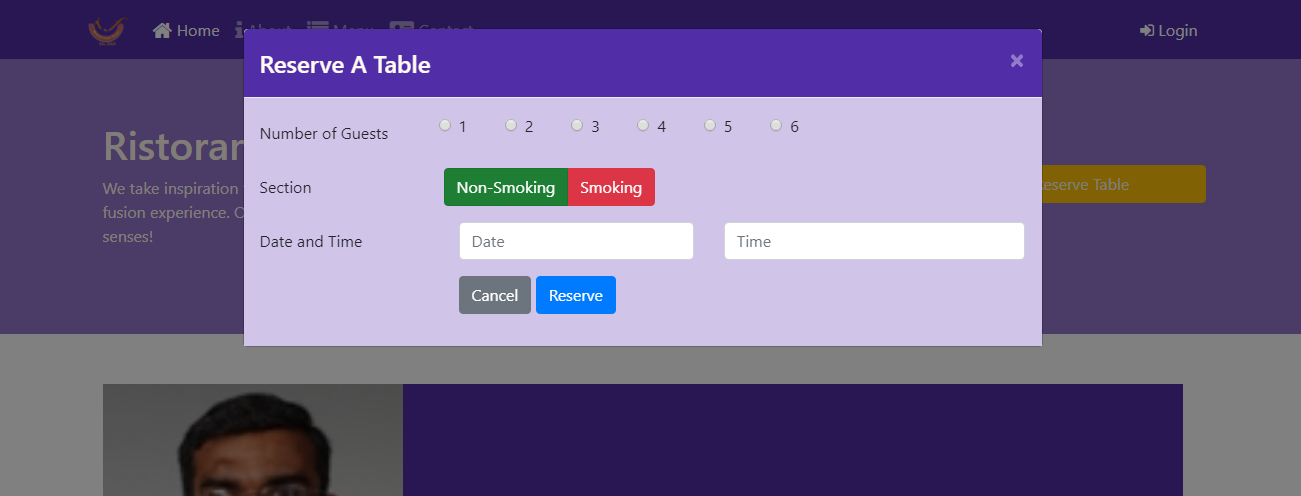 Home About Menu Contact Login
Reserve A Table ×
Number of Guests 1 2 3 4 5 6
Ristoran
We take inspiration
fusion experience. O
senses!
Section Non-Smoking Smoking
Reserve Table
Date and Time Date Time
Cancel Reserve